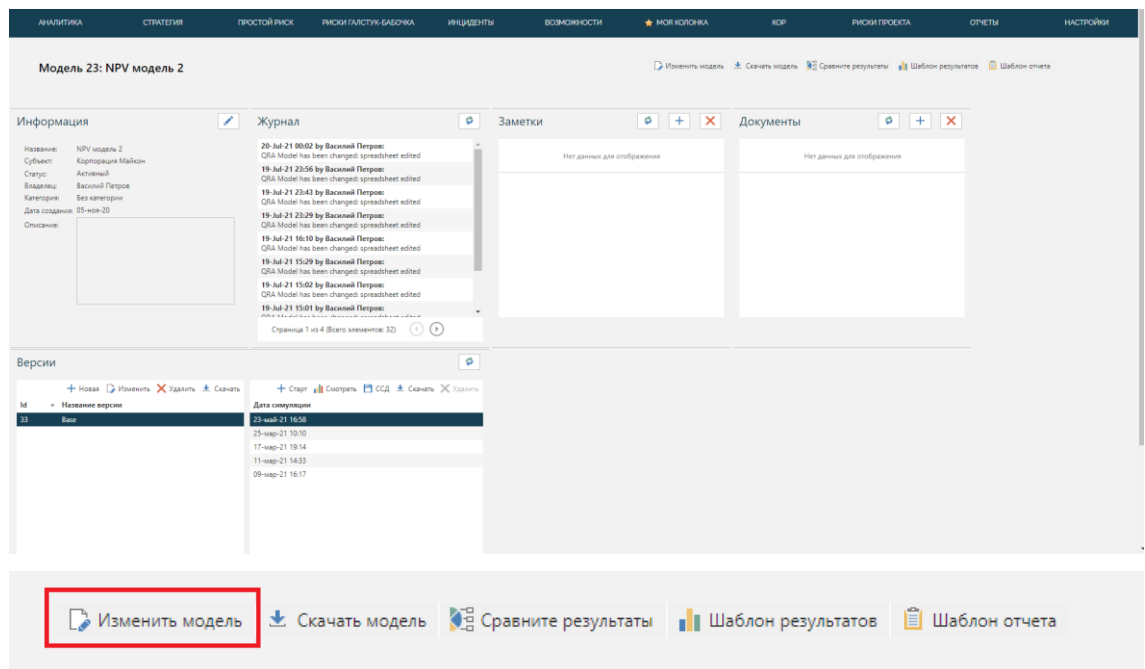 АНАЛИТИКА СТРАТЕГИЯ ПРОСТОЙ РИСК РИСКИ ГАЛСТУК-БАБОЧКА ИНЦИДЕНТЫ ВОЗМОЖНОСТИ МОЯ КОЛОНКА КОР РИСКИ ПРОЕКТА ОТЧЕТЫ НАСТРОЙКИ
Модель 23: NPV модель 2
Изменить модель Скачать модель Сравните результаты Шаблон результатов Шаблон отчета
Информация
Название: NPV модель 2
Субъект: Корпорация Майкон
Статус: Активный
Владелец: Василий Петров
Категория: Без категории
Дата создания: 05-ноя-20
Описание:
Журнал
20-Jul-21 00:02 by Василий Петров:
QRA Model has been changed: spreadsheet edited
19-Jul-21 23:56 by Василий Петров:
QRA Model has been changed: spreadsheet edited
19-Jul-21 23:43 by Василий Петров:
QRA Model has been changed: spreadsheet edited
19-Jul-21 23:29 by Василий Петров:
QRA Model has been changed: spreadsheet edited
19-Jul-21 16:10 by Василий Петров:
QRA Model has been changed: spreadsheet edited
19-Jul-21 15:29 by Василий Петров:
QRA Model has been changed: spreadsheet edited
19-Jul-21 15:02 by Василий Петров:
QRA Model has been changed: spreadsheet edited
19-Jul-21 15:01 by Василий Петров:
QRA Model has been changed: spreadsheet edited
Страница 1 из 4 (Всего элементов: 32)
Заметки
Нет данных для отображения
Документы
Нет данных для отображения
Версии
Новая Изменить Удалить Скачать
Id Название версии
33 Base
Старт Смотреть ССД Скачать Удалить
Дата симуляции
23-май-21 16:58
25-мар-21 10:10
17-мар-21 19:14
11-мар-21 14:33
09-мар-21 16:17
Изменить модель Скачать модель Сравните результаты Шаблон результатов Шаблон отчета